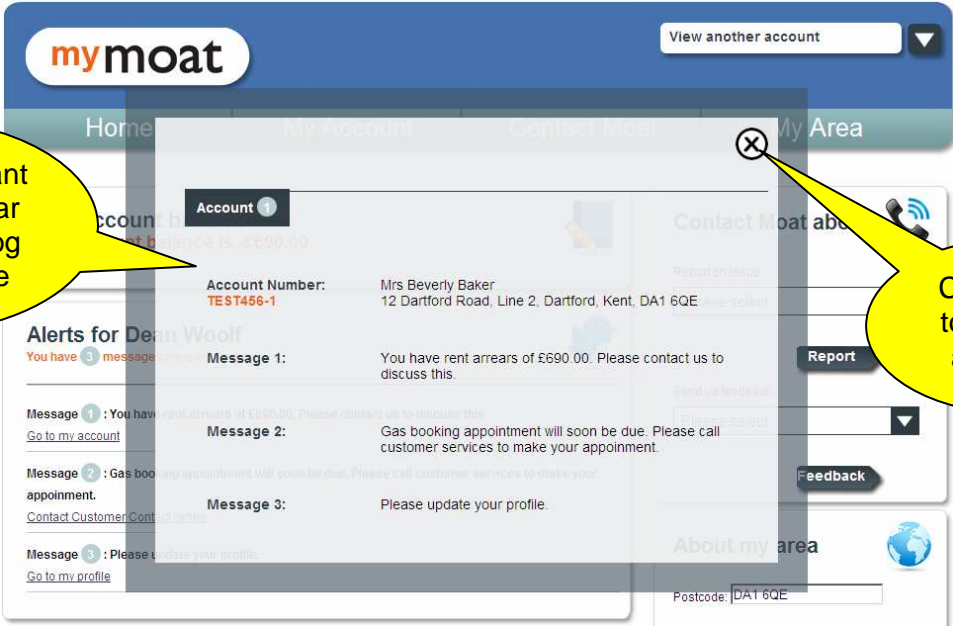 mymoat
View another account
Home My Account Contact Moat My Area
Account 1
balance is -£690.00
Contact Moat
Account Number: Mrs Beverly Baker
TEST456-1 12 Dartford Road, Line 2, Dartford, Kent, DA1 6QE
Report an issue
Please select
Alerts for Dean Woolf
You have 3 message
Message 1: You have rent arrears of £690.00. Please contact us to
discuss this.
Report
Send us feedback
Please select
Message 1 : You have rent arrears of £690.00. Please contact us to discuss this
Go to my account
Message 2: Gas booking appointment will soon be due. Please call
customer services to make your appoinment.
Message 2 : Gas booking appointment will soon be due. Please call customer services to make your
appoinment.
Feedback
Contact Customer
Message 3: Please update your profile.
Message 3 : Please update your profile.
Go to my profile
About my area
Postcode: DA1 6QE